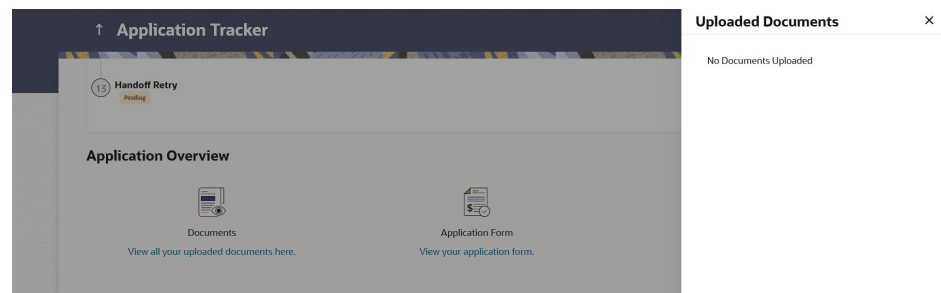 ↑ Application Tracker
13 Handoff Retry
Pending
Application Overview
Documents
View all your uploaded documents here.
$
Application Form
View your application form.
Uploaded Documents ×
No Documents Uploaded